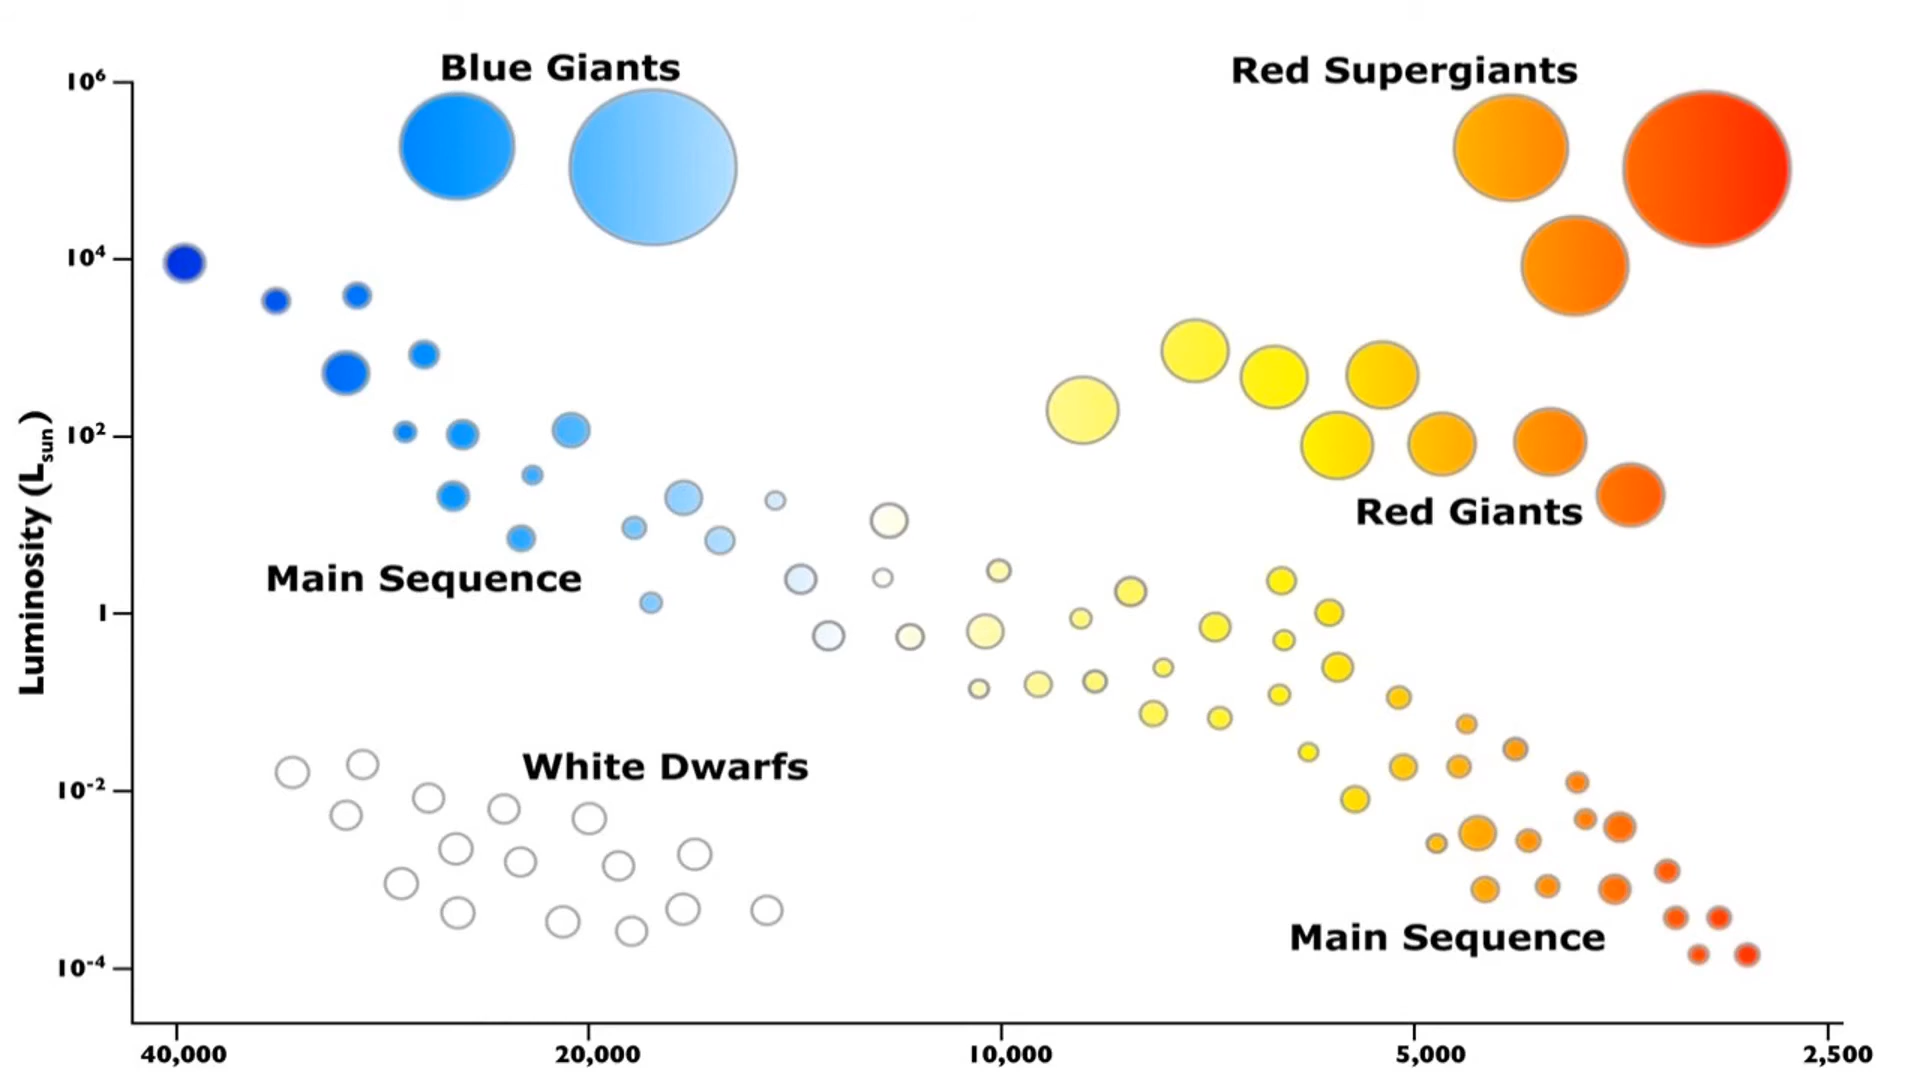 Blue Giants
Red Supergiants
10⁶
10⁴
10²
1
10⁻²
10⁻⁴
Luminosity (Lsun)
Red Giants
Main Sequence
White Dwarfs
Main Sequence
40,000
20,000
10,000
5,000
2,500